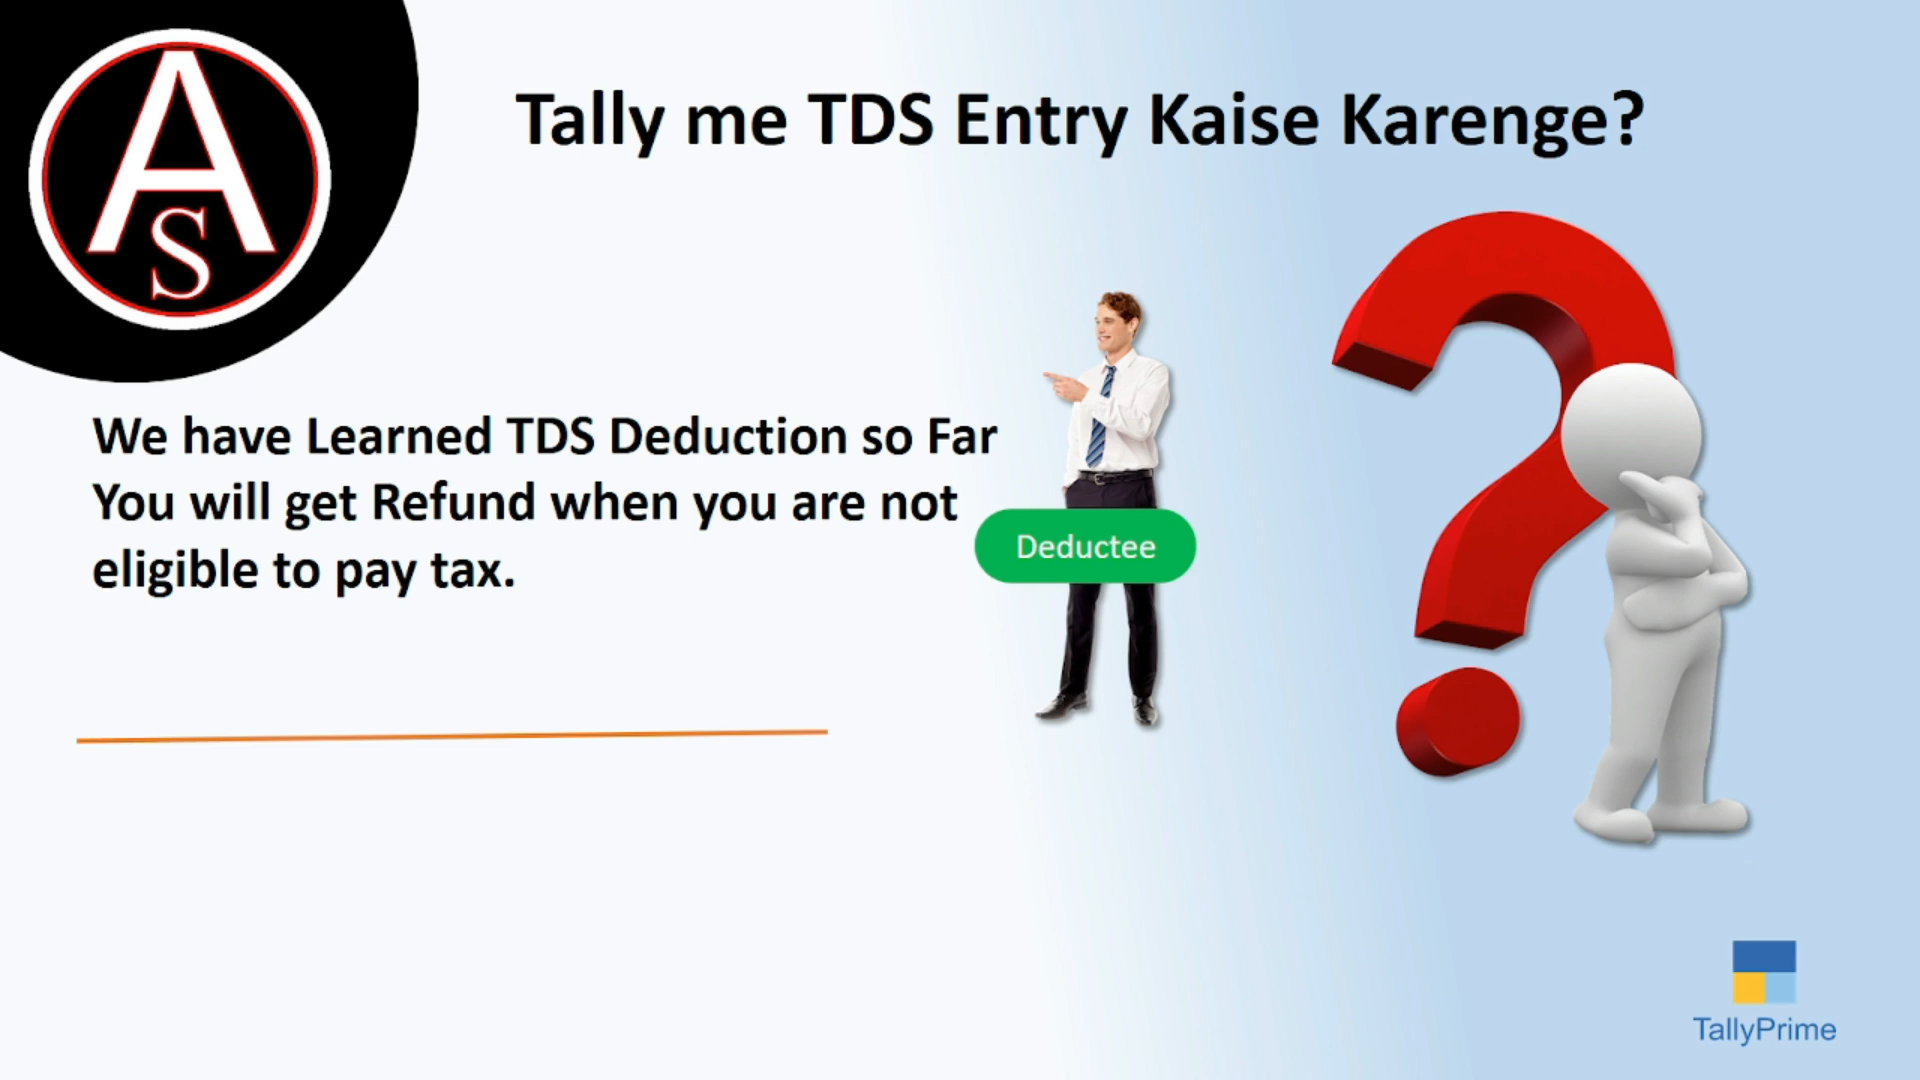 A
S
Tally me TDS Entry Kaise Karenge?
We have Learned TDS Deduction so Far
You will get Refund when you are not
eligible to pay tax.
Deductee
TallyPrime